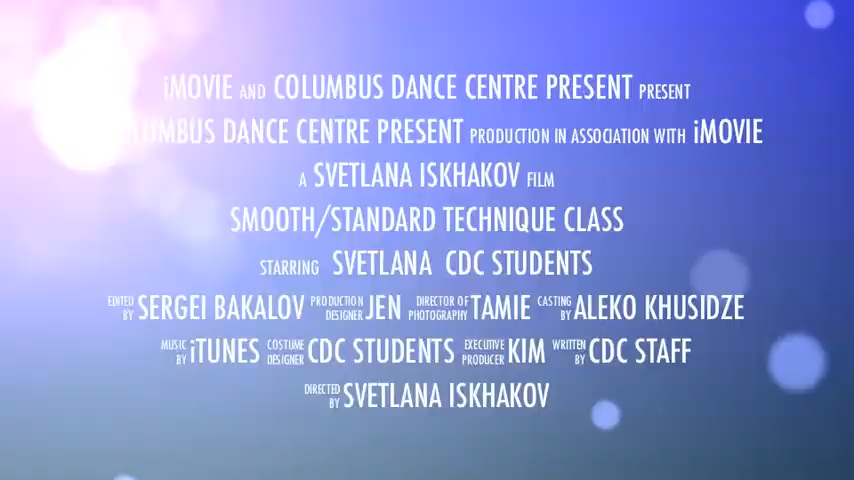 iMOVIE AND COLUMBUS DANCE CENTRE PRESENT PRESENT
COLUMBUS DANCE CENTRE PRESENT PRODUCTION IN ASSOCIATION WITH iMOVIE
A SVETLANA ISKHAKOV FILM
SMOOTH/STANDARD TECHNIQUE CLASS
STARRING SVETLANA CDC STUDENTS
EDITED BY SERGEI BAKALOV PRODUCTION DESIGNER JEN DIRECTOR OF PHOTOGRAPHY TAMIE CASTING BY ALEKO KHUSIDZE
MUSIC BY iTUNES COSTUME DESIGNER CDC STUDENTS EXECUTIVE PRODUCER KIM WRITTEN BY CDC STAFF
DIRECTED BY SVETLANA ISKHAKOV